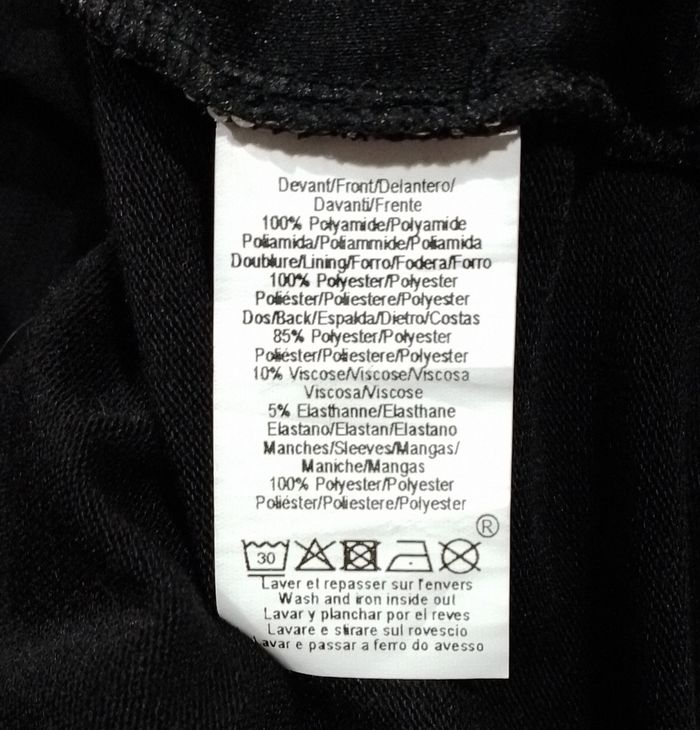 Devant/Front/Delantero/
Davanti/Frente
100% Polyamide/Polyamide
Poliamida/Poliammide/Poliamida
Doublure/Lining/Forro/Fodera/Forro
100% Polyester/Polyester
Poliéster/Poliestere/Polyester
Dos/Back/Espalda/Dietro/Costas
85% Polyester/Polyester
Poliéster/Poliestere/Polyester
10% Viscose/Viscose/Viscosa
Viscosa/Viscose
5% Elasthanne/Elasthane
Elastano/Elastan/Elastano
Manches/Sleeves/Mangas/
Maniche/Mangas
100% Polyester/Polyester
Poliéster/Poliestere/Polyester
®
30
Laver et repasser sur l'envers
Wash and iron inside out
Lavar y planchar por el reves
Lavare e stirare sul rovescio
Lavar e passar a ferro do avesso